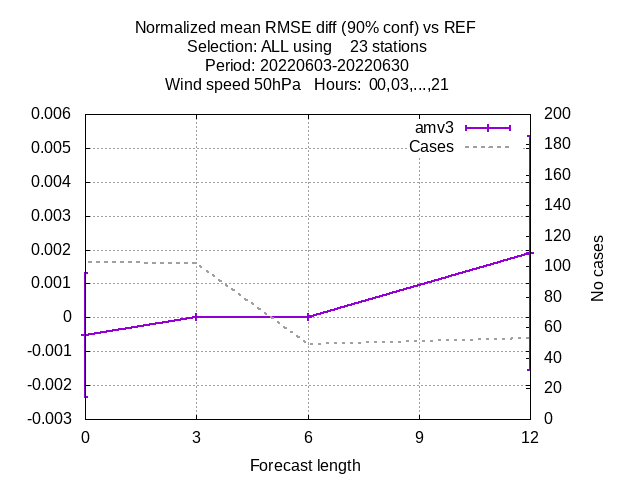 Normalized mean RMSE diff (90% conf) vs REF
Selection: ALL using    23 stations
Period: 20220603-20220630
Wind speed 50hPa   Hours:  00,03,...,21
0.006
0.005
0.004
0.003
0.002
0.001
0
-0.001
-0.002
-0.003
amv3
Cases
200
180
160
140
120
100
80
60
40
20
0
No cases
0 3 6 9 12
Forecast length